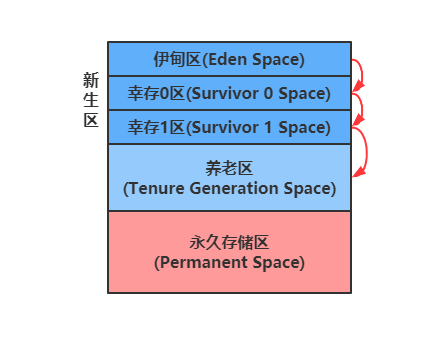 新生区
伊甸区(Eden Space)
幸存0区(Survivor 0 Space)
幸存1区(Survivor 1 Space)
养老区
(Tenure Generation Space)
永久存储区
(Permanent Space)